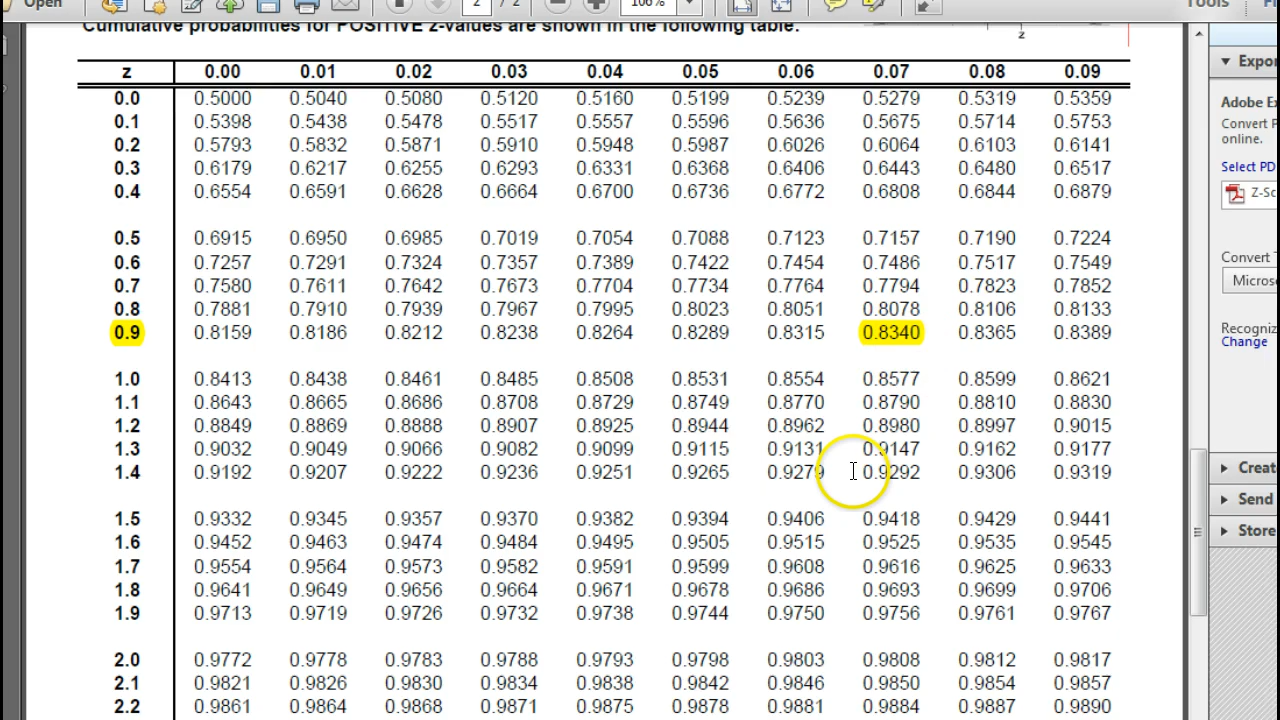 Open 2 / 2 106% Tools
Cumulative probabilities for POSITIVE z-values are shown in the following table:
z
z 0.00 0.01 0.02 0.03 0.04 0.05 0.06 0.07 0.08 0.09
0.0 0.5000 0.5040 0.5080 0.5120 0.5160 0.5199 0.5239 0.5279 0.5319 0.5359
0.1 0.5398 0.5438 0.5478 0.5517 0.5557 0.5596 0.5636 0.5675 0.5714 0.5753
0.2 0.5793 0.5832 0.5871 0.5910 0.5948 0.5987 0.6026 0.6064 0.6103 0.6141
0.3 0.6179 0.6217 0.6255 0.6293 0.6331 0.6368 0.6406 0.6443 0.6480 0.6517
0.4 0.6554 0.6591 0.6628 0.6664 0.6700 0.6736 0.6772 0.6808 0.6844 0.6879
0.5 0.6915 0.6950 0.6985 0.7019 0.7054 0.7088 0.7123 0.7157 0.7190 0.7224
0.6 0.7257 0.7291 0.7324 0.7357 0.7389 0.7422 0.7454 0.7486 0.7517 0.7549
0.7 0.7580 0.7611 0.7642 0.7673 0.7704 0.7734 0.7764 0.7794 0.7823 0.7852
0.8 0.7881 0.7910 0.7939 0.7967 0.7995 0.8023 0.8051 0.8078 0.8106 0.8133
0.9 0.8159 0.8186 0.8212 0.8238 0.8264 0.8289 0.8315 0.8340 0.8365 0.8389
1.0 0.8413 0.8438 0.8461 0.8485 0.8508 0.8531 0.8554 0.8577 0.8599 0.8621
1.1 0.8643 0.8665 0.8686 0.8708 0.8729 0.8749 0.8770 0.8790 0.8810 0.8830
1.2 0.8849 0.8869 0.8888 0.8907 0.8925 0.8944 0.8962 0.8980 0.8997 0.9015
1.3 0.9032 0.9049 0.9066 0.9082 0.9099 0.9115 0.9131 0.9147 0.9162 0.9177
1.4 0.9192 0.9207 0.9222 0.9236 0.9251 0.9265 0.9279 0.9292 0.9306 0.9319
1.5 0.9332 0.9345 0.9357 0.9370 0.9382 0.9394 0.9406 0.9418 0.9429 0.9441
1.6 0.9452 0.9463 0.9474 0.9484 0.9495 0.9505 0.9515 0.9525 0.9535 0.9545
1.7 0.9554 0.9564 0.9573 0.9582 0.9591 0.9599 0.9608 0.9616 0.9625 0.9633
1.8 0.9641 0.9649 0.9656 0.9664 0.9671 0.9678 0.9686 0.9693 0.9699 0.9706
1.9 0.9713 0.9719 0.9726 0.9732 0.9738 0.9744 0.9750 0.9756 0.9761 0.9767
2.0 0.9772 0.9778 0.9783 0.9788 0.9793 0.9798 0.9803 0.9808 0.9812 0.9817
2.1 0.9821 0.9826 0.9830 0.9834 0.9838 0.9842 0.9846 0.9850 0.9854 0.9857
2.2 0.9861 0.9864 0.9868 0.9871 0.9875 0.9878 0.9881 0.9884 0.9887 0.9890
Expor
Adobe Ex
Convert P
online.
Select PD
Z-Sc
Convert T
Micros
Recogniz
Change
Creat
Send
Store